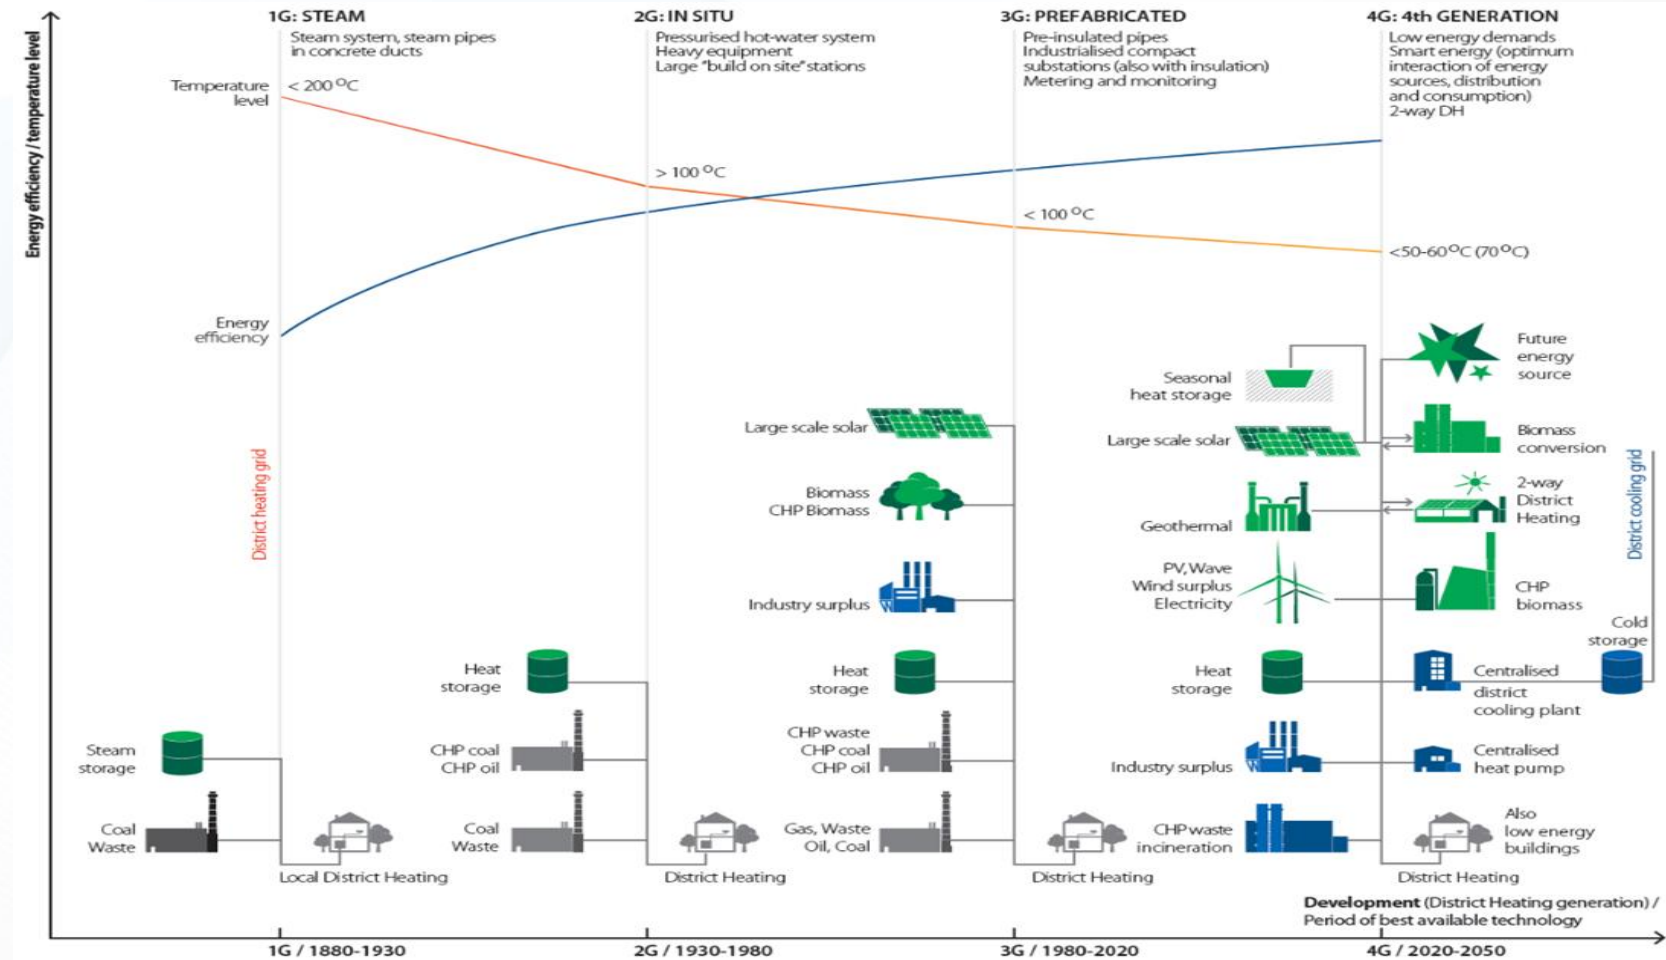 1G: STEAM
Steam system, steam pipes
in concrete ducts
2G: IN SITU
Pressurised hot-water system
Heavy equipment
Large "build on site" stations
3G: PREFABRICATED
Pre-insulated pipes
Industrialised compact
substations (also with insulation)
Metering and monitoring
4G: 4th GENERATION
Low energy demands
Smart energy (optimum
interaction of energy
sources, distribution
and consumption)
2-way DH
Energy efficiency / temperature level
Temperature
level
< 200 °C
> 100 °C
< 100 °C
<50-60°C (70°C)
Energy
efficiency
District heating grid
Steam
storage
Coal
Waste
Local District Heating
Heat
storage
CHP coal
CHP oil
Coal
Waste
District Heating
Large scale solar
Biomass
CHP Biomass
Industry surplus
Heat
storage
CHP waste
CHP coal
CHP oil
Gas, Waste
Oil, Coal
District Heating
Seasonal
heat storage
Large scale solar
Geothermal
PV, Wave
Wind surplus
Electricity
Heat
storage
Industry surplus
CHP waste
incineration
Future
energy
source
Biomass
conversion
2-way
District
Heating
CHP
biomass
Cold
storage
Centralised
district
cooling plant
Centralised
heat pump
Also
low energy
buildings
District Heating
District cooling grid
Development (District Heating generation) /
Period of best available technology
1G / 1880-1930
2G / 1930-1980
3G / 1980-2020
4G / 2020-2050